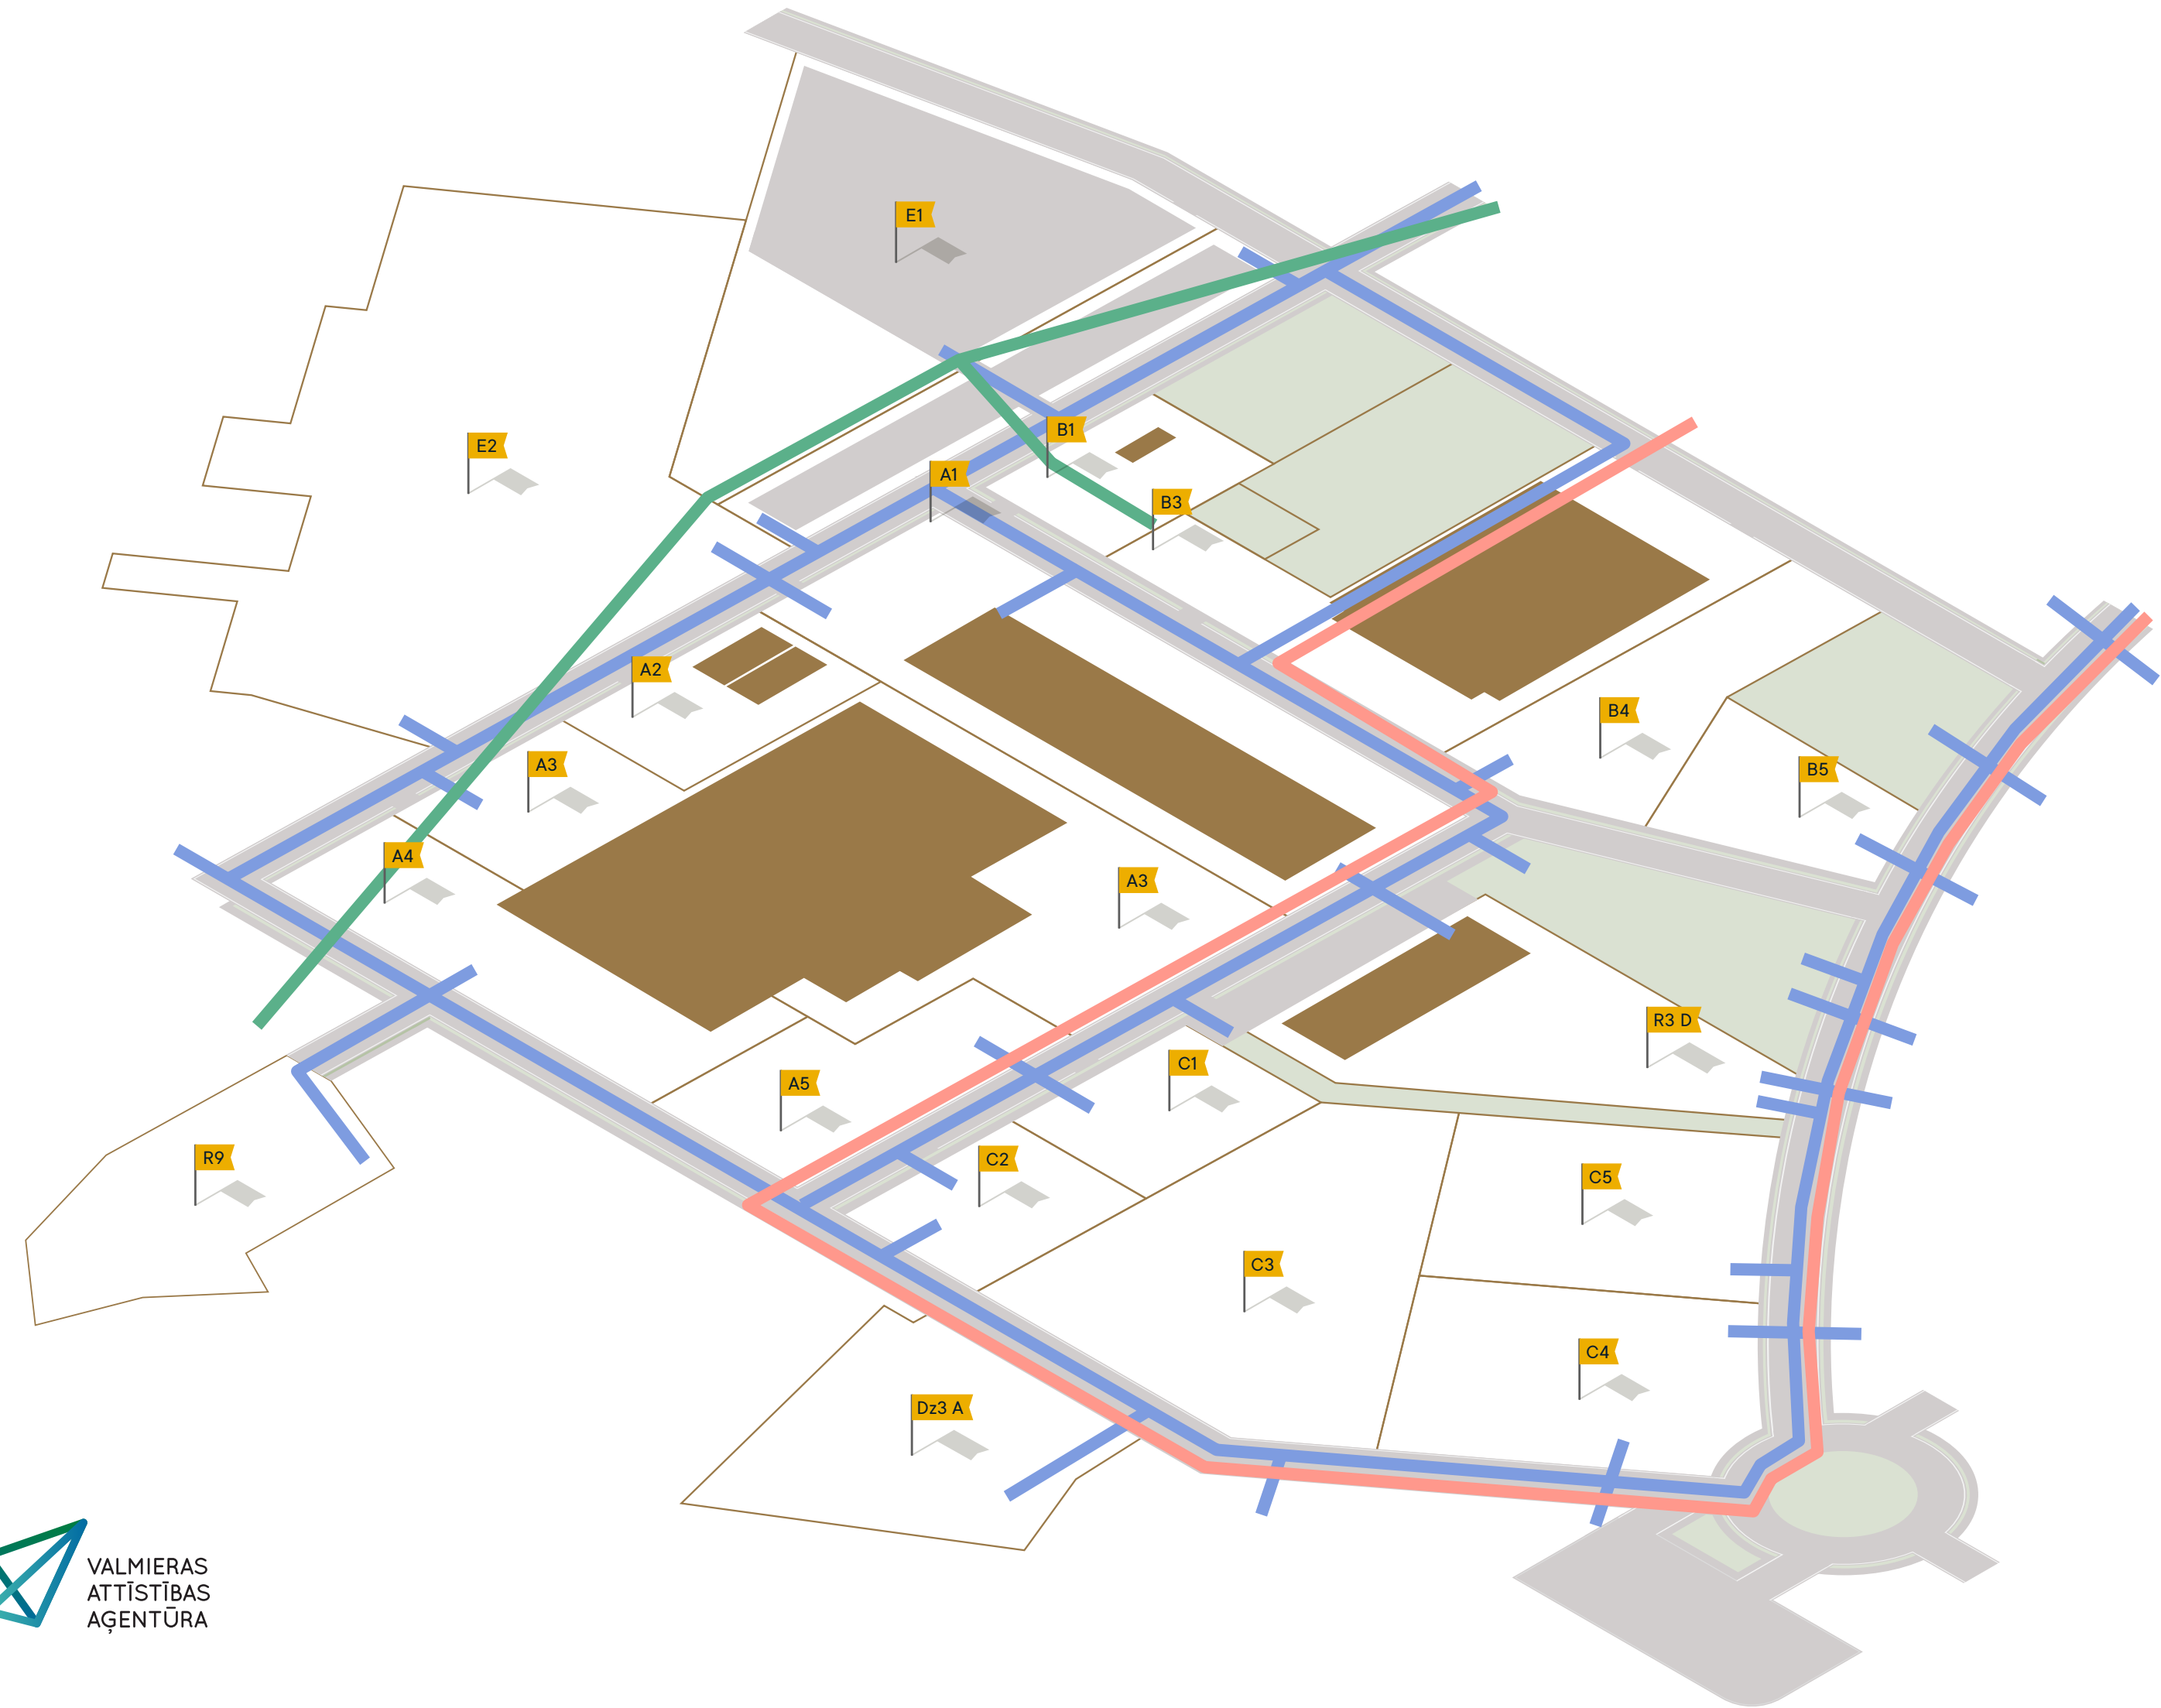 E1
E2
B1
A1
B3
A2
B4
A3
B5
A4
A3
R3 D
C1
A5
R9
C2
C5
C3
C4
Dz3 A
VALMIERAS
ATTĪSTĪBAS
AĢENTŪRA